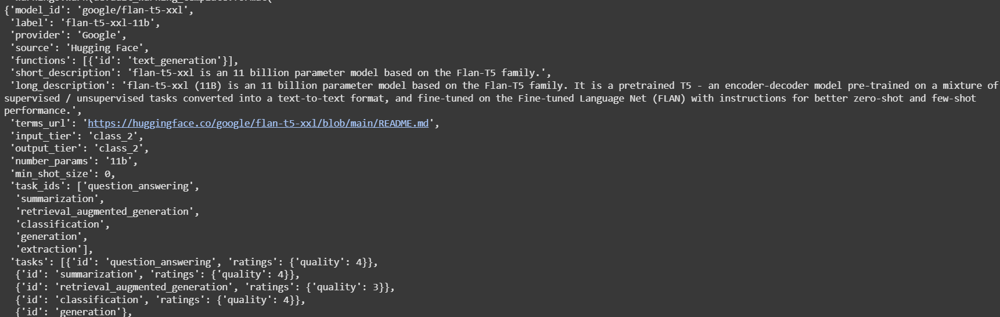 {'model_id': 'google/flan-t5-xxl',
 'label': 'flan-t5-xxl-11b',
 'provider': 'Google',
 'source': 'Hugging Face',
 'functions': [{'id': 'text_generation'}],
 'short_description': 'flan-t5-xxl is an 11 billion parameter model based on the Flan-T5 family.',
 'long_description': 'flan-t5-xxl (11B) is an 11 billion parameter model based on the Flan-T5 family. It is a pretrained T5 - an encoder-decoder model pre-trained on a mixture of
supervised / unsupervised tasks converted into a text-to-text format, and fine-tuned on the Fine-tuned Language Net (FLAN) with instructions for better zero-shot and few-shot
performance.',
 'terms_url': 'https://huggingface.co/google/flan-t5-xxl/blob/main/README.md',
 'input_tier': 'class_2',
 'output_tier': 'class_2',
 'number_params': '11b',
 'min_shot_size': 0,
 'task_ids': ['question_answering',
  'summarization',
  'retrieval_augmented_generation',
  'classification',
  'generation',
  'extraction'],
 'tasks': [{'id': 'question_answering', 'ratings': {'quality': 4}},
  {'id': 'summarization', 'ratings': {'quality': 4}},
  {'id': 'retrieval_augmented_generation', 'ratings': {'quality': 3}},
  {'id': 'classification', 'ratings': {'quality': 4}},
  {'id': 'generation'},